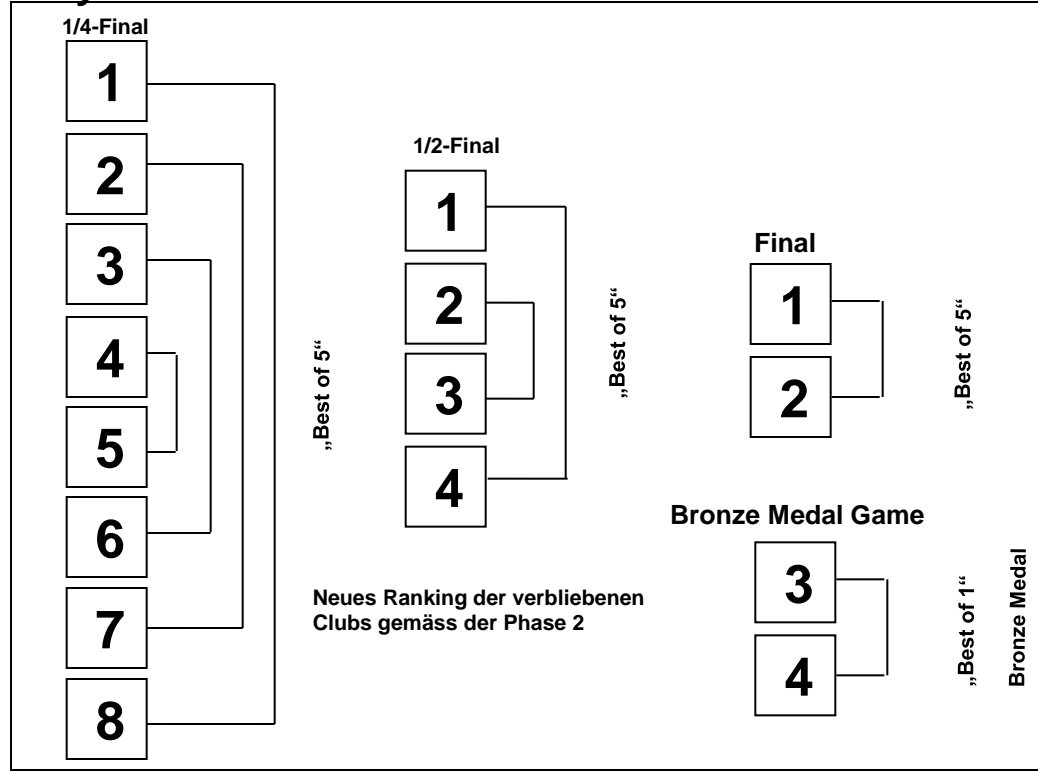 1/4-Final
1
2
3
4
5
6
7
8
„Best of 5“
1/2-Final
1
2
3
4
„Best of 5“
Neues Ranking der verbliebenen
Clubs gemäss der Phase 2
Final
1
2
„Best of 5“
Bronze Medal Game
3
4
„Best of 1“
Bronze Medal